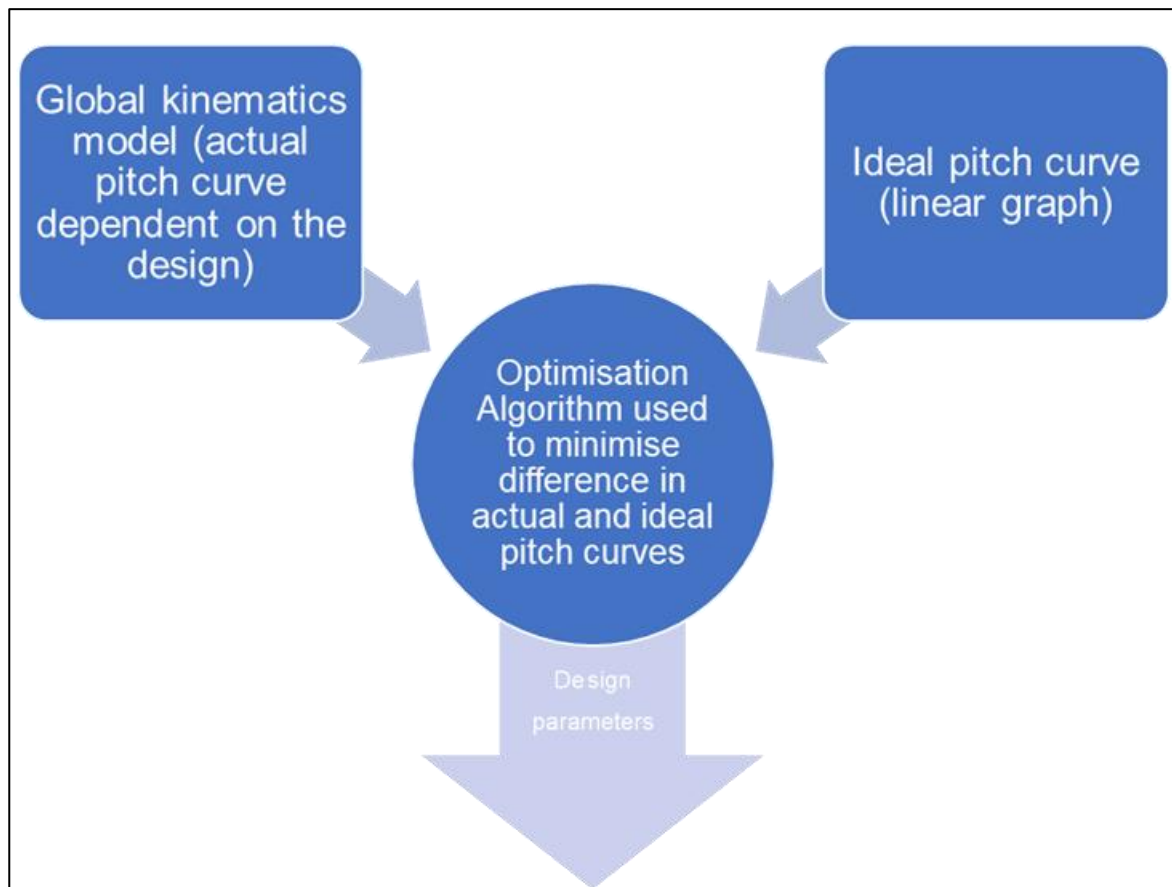 Global kinematics
model (actual
pitch curve
dependent on the
design)
Ideal pitch curve
(linear graph)
Optimisation
Algorithm used
to minimise
difference in
actual and ideal
pitch curves
Design
parameters